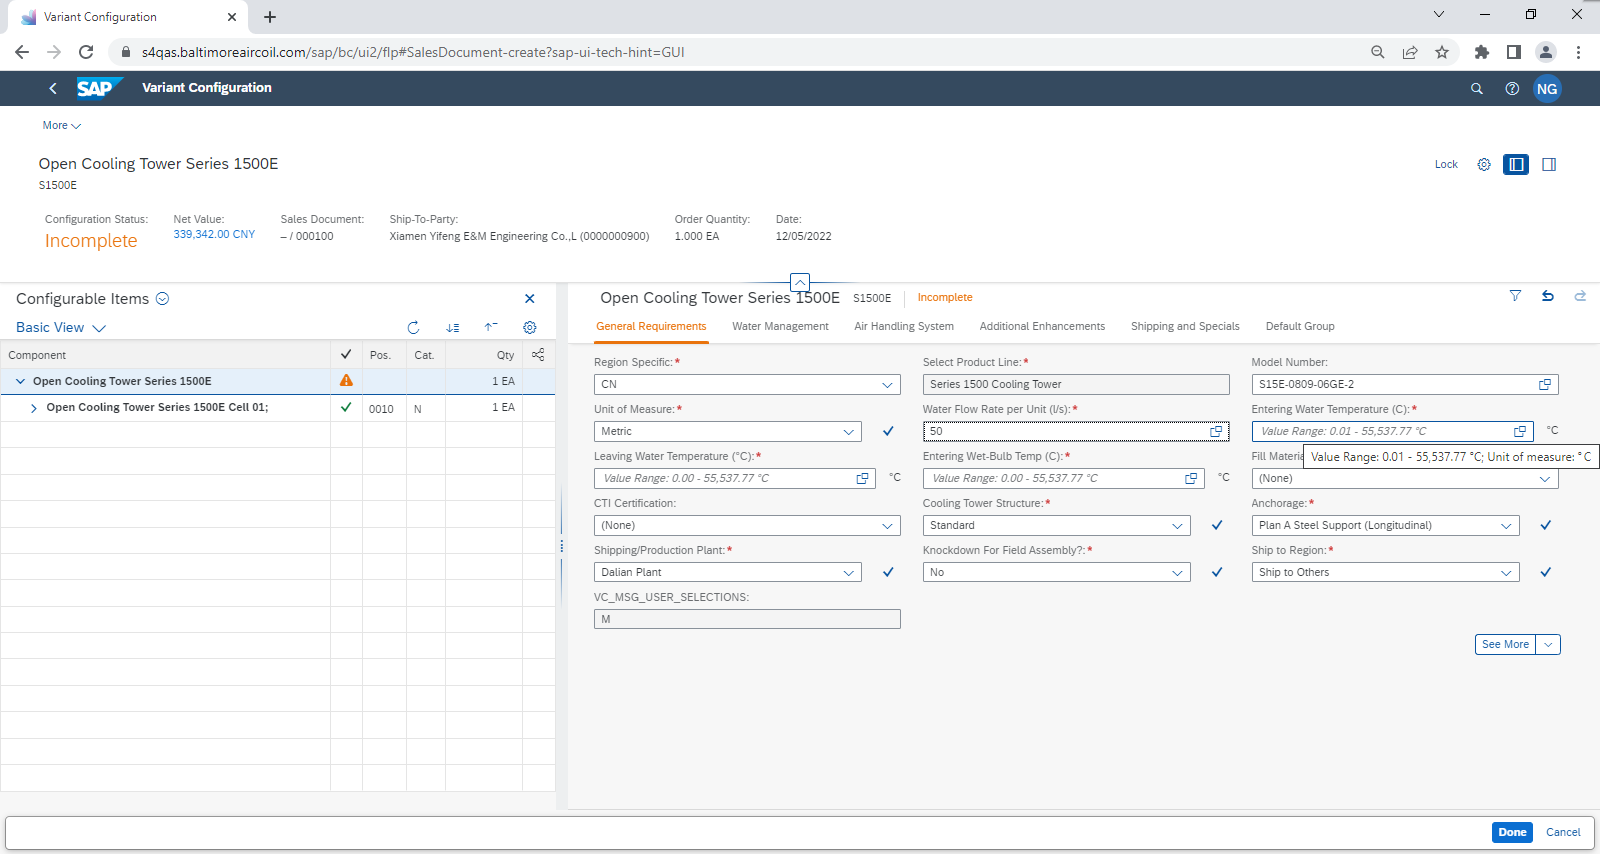 Variant Configuration
s4qas.baltimoreaircoil.com/sap/bc/ui2/flp#SalesDocument-create?sap-ui-tech-hint=GUI
SAP
Variant Configuration
NG
More
Open Cooling Tower Series 1500E
S1500E
Lock
Configuration Status: Net Value: Sales Document: Ship-To-Party: Order Quantity: Date:
Incomplete 339,342.00 CNY – / 000100 Xiamen Yifeng E&M Engineering Co.,L (0000000900) 1.000 EA 12/05/2022
Configurable Items
Basic View
Component Pos. Cat. Qty
Open Cooling Tower Series 1500E 1 EA
Open Cooling Tower Series 1500E Cell 01; 0010 N 1 EA
Open Cooling Tower Series 1500E S1500E Incomplete
General Requirements Water Management Air Handling System Additional Enhancements Shipping and Specials Default Group
Region Specific:* Select Product Line:* Model Number:
CN Series 1500 Cooling Tower S15E-0809-06GE-2
Unit of Measure:* Water Flow Rate per Unit (l/s):* Entering Water Temperature (C):*
Metric 50 Value Range: 0.01 - 55,537.77 °C °C
Leaving Water Temperature (°C):* Entering Wet-Bulb Temp (C):* Fill Materia
Value Range: 0.01 - 55,537.77 °C; Unit of measure: °C
Value Range: 0.00 - 55,537.77 °C °C Value Range: 0.00 - 55,537.77 °C °C (None)
CTI Certification: Cooling Tower Structure:* Anchorage:*
(None) Standard Plan A Steel Support (Longitudinal)
Shipping/Production Plant:* Knockdown For Field Assembly?:* Ship to Region:*
Dalian Plant No Ship to Others
VC_MSG_USER_SELECTIONS:
M
See More
Done Cancel